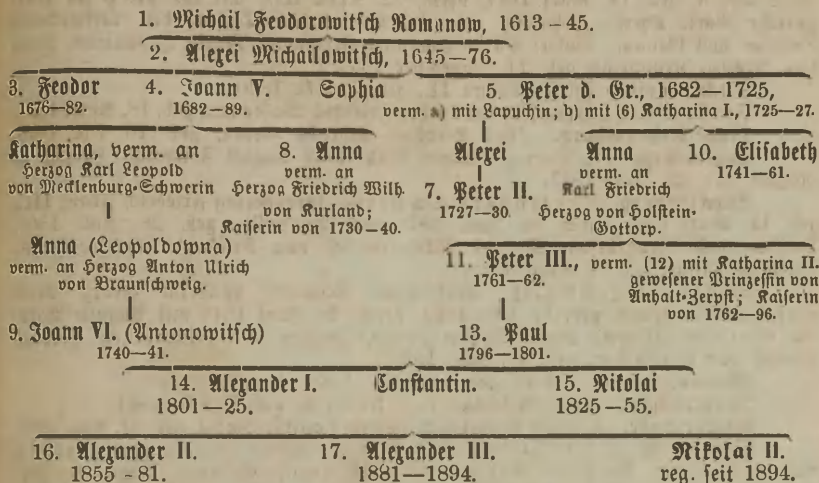 1. Michail Feodorowitsch Romanow, 1613 – 45.
2. Alexei Michailowitsch, 1645–76.
3. Feodor 4. Joann V. Sophia 5. Peter d. Gr., 1682–1725,
1676–82. 1682–89. verm. a) mit Lapuchin; b) mit (6) Katharina I., 1725–27.
Katharina, verm. an 8. Anna Alexei Anna 10. Elisabeth
Herzog Karl Leopold verm. an verm. an 1741–61.
von Mecklenburg-Schwerin Herzog Friedrich Wilh. 7. Peter II. Karl Friedrich
von Kurland; 1727–30. Herzog von Holstein-
Kaiserin von 1730–40. Gottorp.
Anna (Leopoldowna)
verm. an Herzog Anton Ulrich 11. Peter III., verm. (12) mit Katharina II.
von Braunschweig. 1761–62. gewesener Prinzessin von
Anhalt-Zerpst; Kaiserin
von 1762–96.
9. Joann VI. (Antonowitsch) 13. Paul
1740–41. 1796–1801.
14. Alexander I. Constantin. 15. Nikolai
1801–25. 1825–55.
16. Alexander II. 17. Alexander III. Nikolai II.
1855 - 81. 1881–1894. reg. seit 1894.